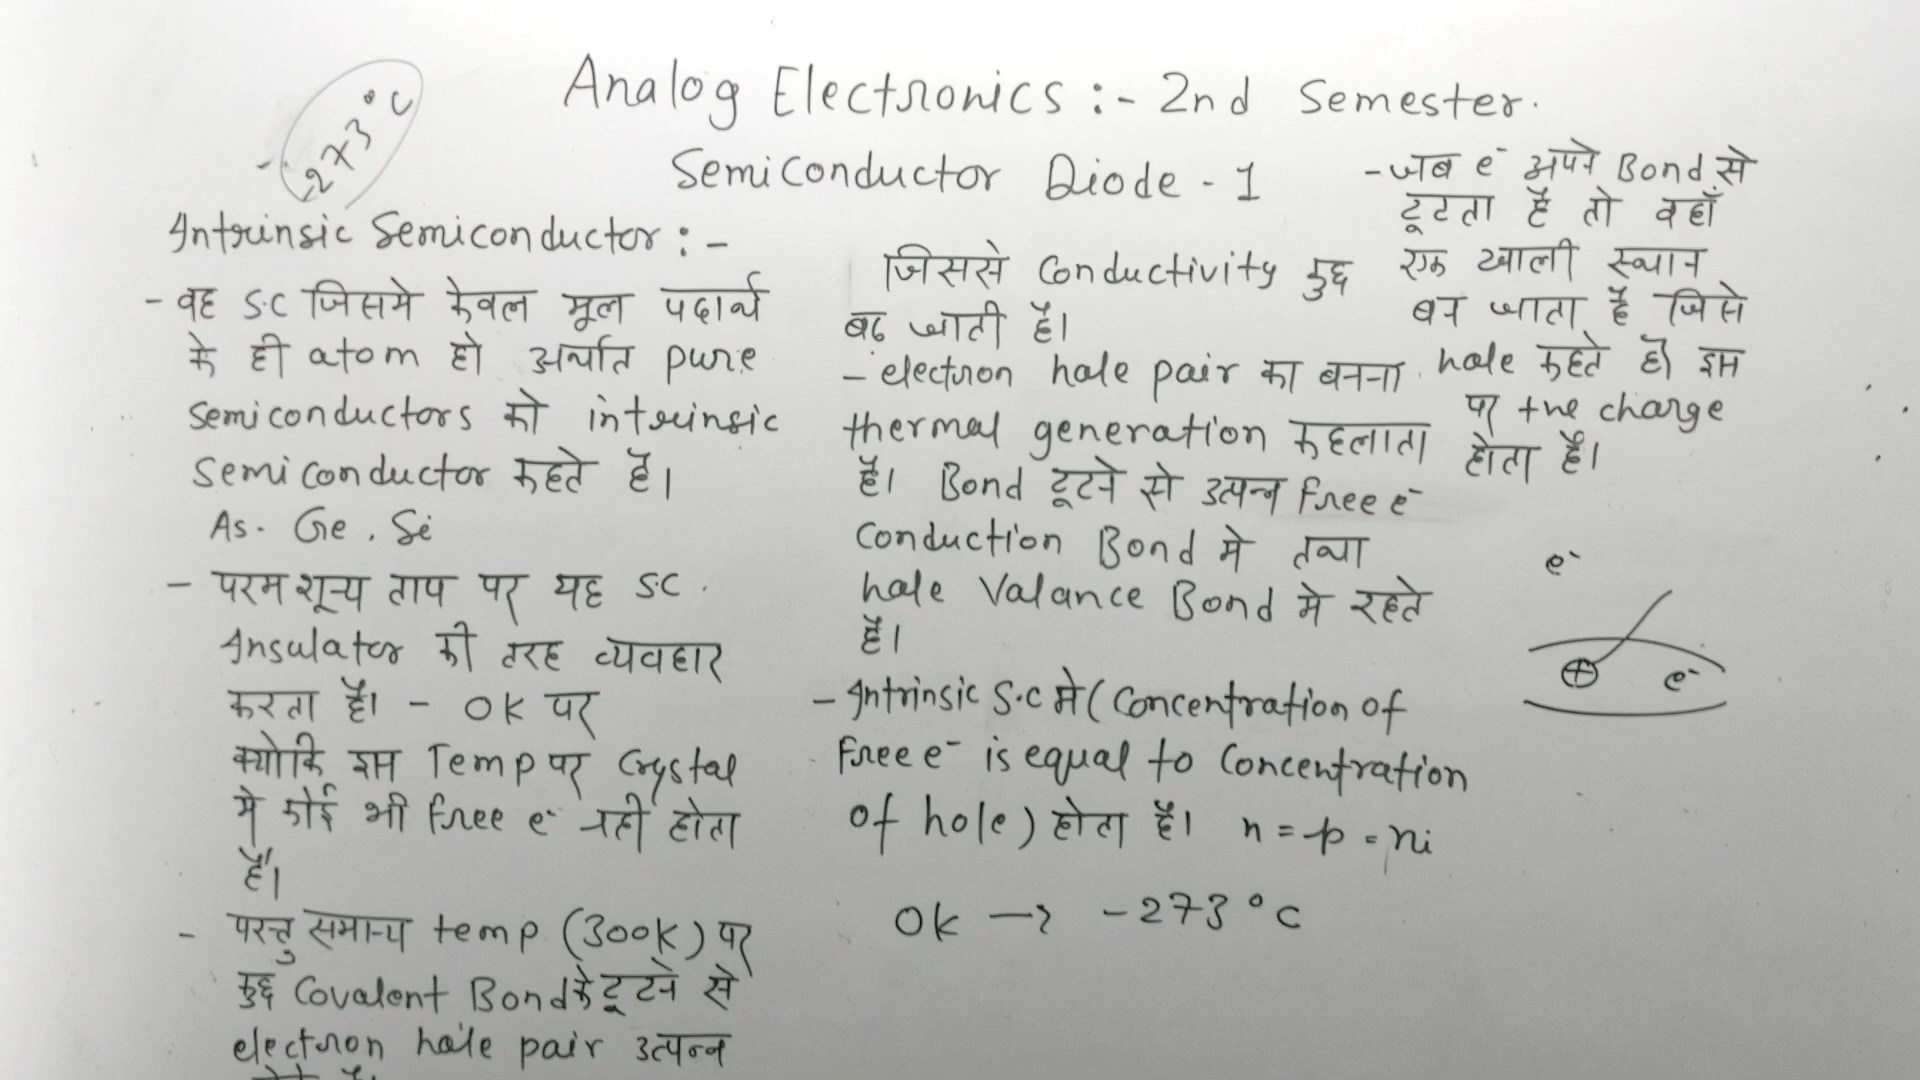 Analog Electronics :- 2nd Semester.
Semiconductor Diode - 1
-273°C
Intrinsic Semiconductor :-
- वह S.C जिसमे केवल मूल पदार्थ
के ही atom हो अर्थात pure
Semiconductors को intrinsic
Semiconductor कहते है।
As. Ge, Si
- परम शून्य ताप पर यह S.C.
Insulator की तरह व्यवहार
करता है। - 0K पर
क्योकि इस Temp पर Crystal
मे कोई भी free e⁻ नही होता
है।
- परन्तु समान्य temp (300K) पर
कुछ Covalent Bond के टूटने से
electron hole pair उत्पन्न
जिससे Conductivity कुछ
बढ जाती है।
- electron hole pair का बनना
thermal generation कहलाता
है। Bond टूटने से उत्पन्न free e⁻
Conduction Bond मे तथा
hole Valance Bond मे रहते
है।
- Intrinsic S.C मे (Concentration of
Free e⁻ is equal to Concentration
of hole) होता है। n = p = ni
0K → -273°C
- जब e⁻ अपने Bond से
टूटता है तो वहाँ
एक खाली स्थान
बन जाता है जिसे
hole कहते है। इस
पर +ve charge
होता है।
e⁻
⊕ e⁻